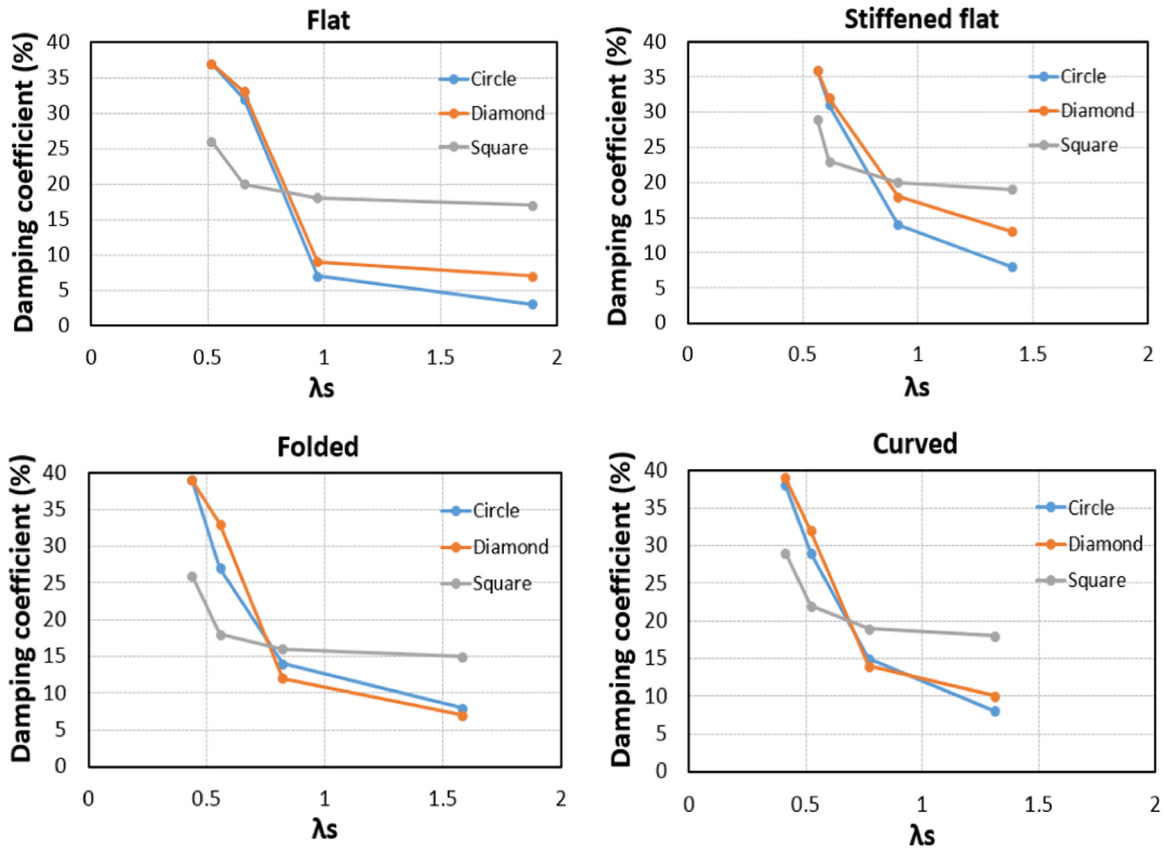 Flat
Damping coefficient (%)
40
35
30
25
20
15
10
5
0
Circle
Diamond
Square
0 0.5 1 1.5 2
λs
Stiffened flat
Damping coefficient (%)
40
35
30
25
20
15
10
5
0
Circle
Diamond
Square
0 0.5 1 1.5 2
λs
Folded
Damping coefficient (%)
40
35
30
25
20
15
10
5
0
Circle
Diamond
Square
0 0.5 1 1.5 2
λs
Curved
Damping coefficient (%)
40
35
30
25
20
15
10
5
0
Circle
Diamond
Square
0 0.5 1 1.5 2
λs